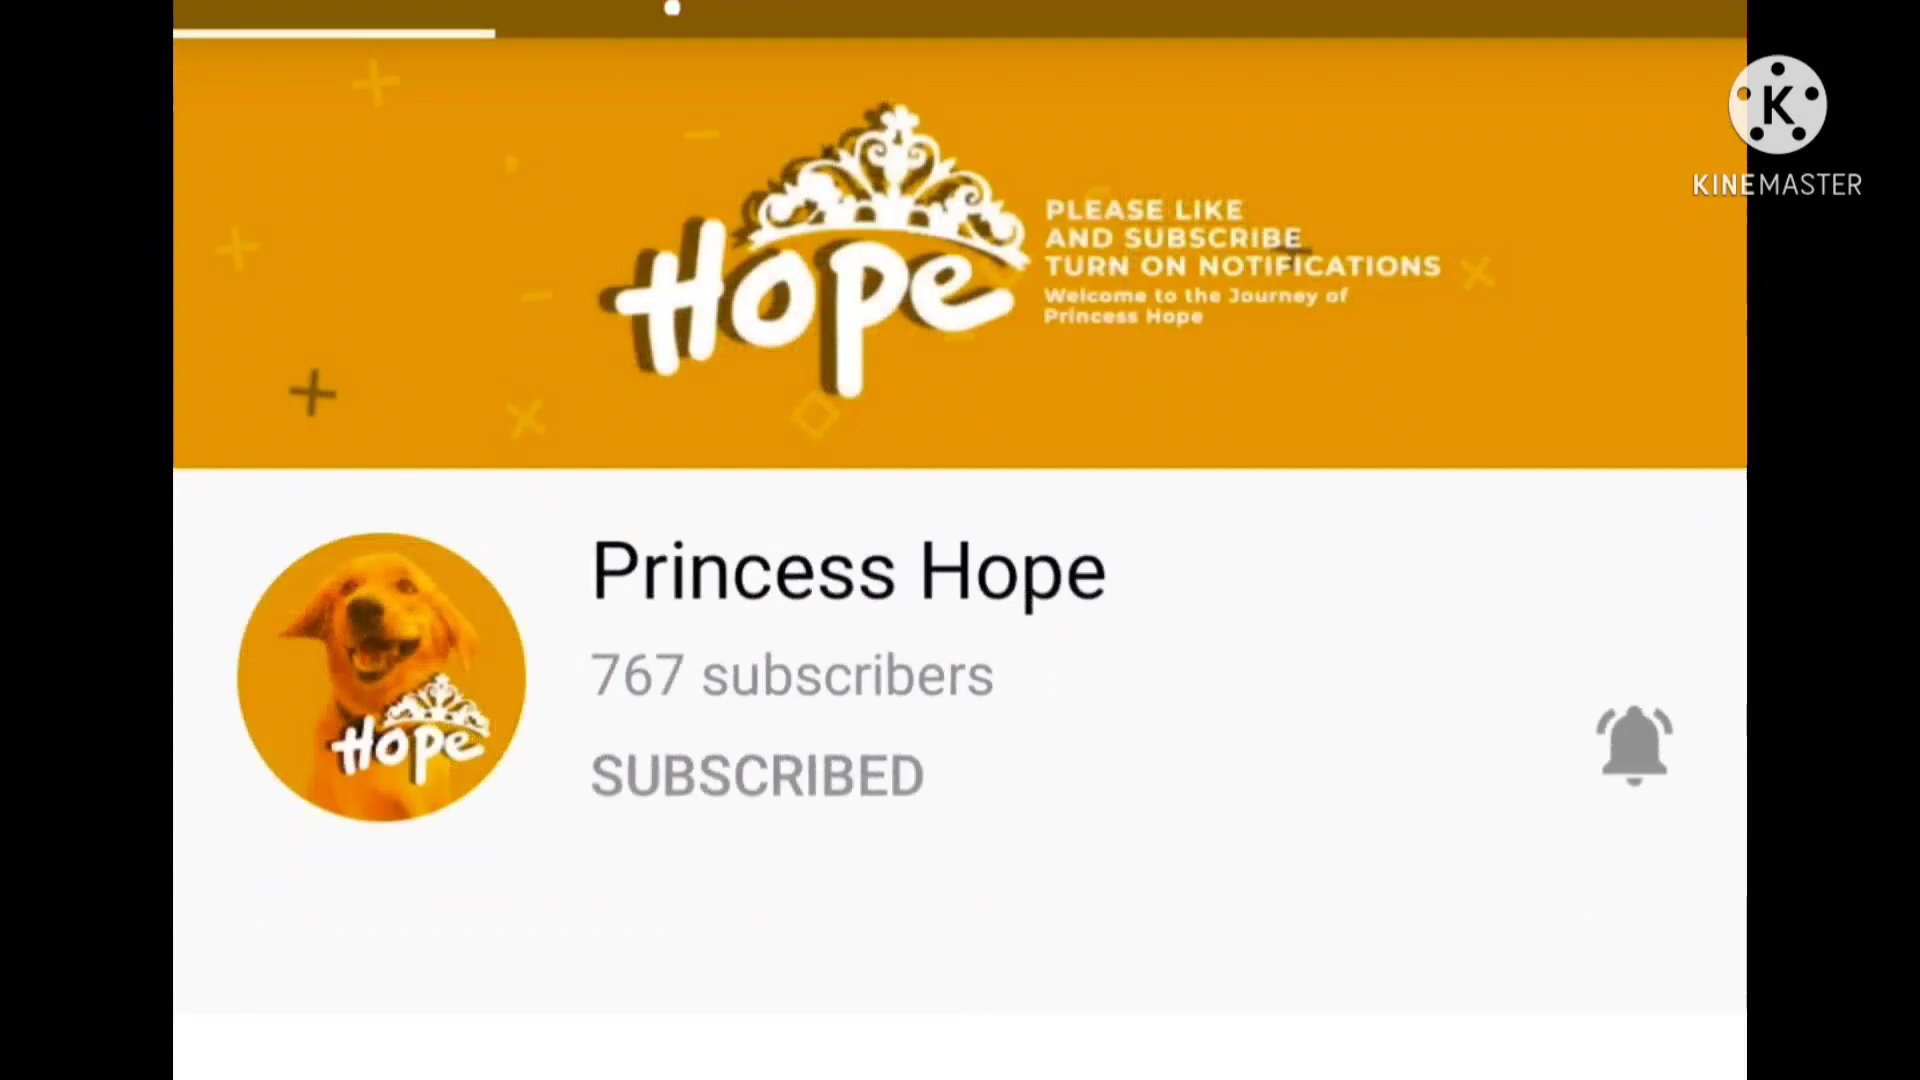 Hope
PLEASE LIKE
AND SUBSCRIBE
TURN ON NOTIFICATIONS
Welcome to the Journey of
Princess Hope
K
KINEMASTER
Princess Hope
767 subscribers
SUBSCRIBED
Hope